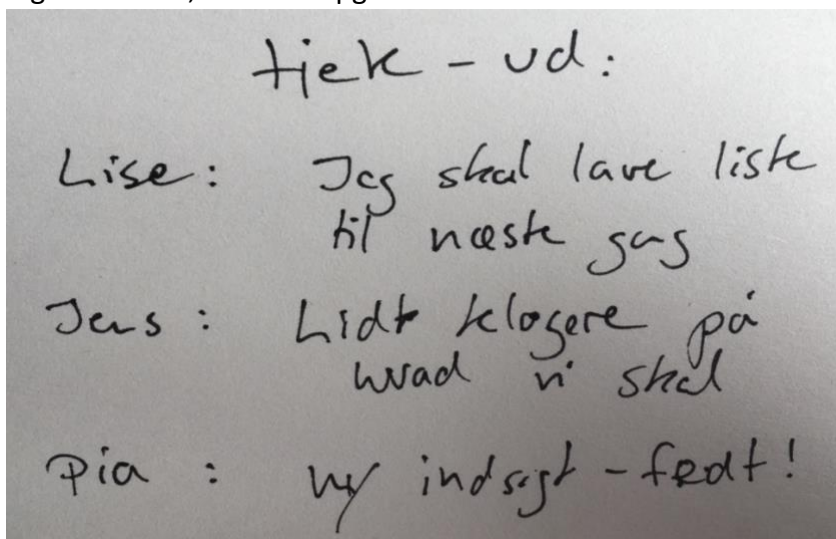 tjek - ud:
Lise: Jeg skal lave liste
til næste gang
Jens: Lidt klogere på
hvad vi skal
Pia: Ny indsigt - fedt!